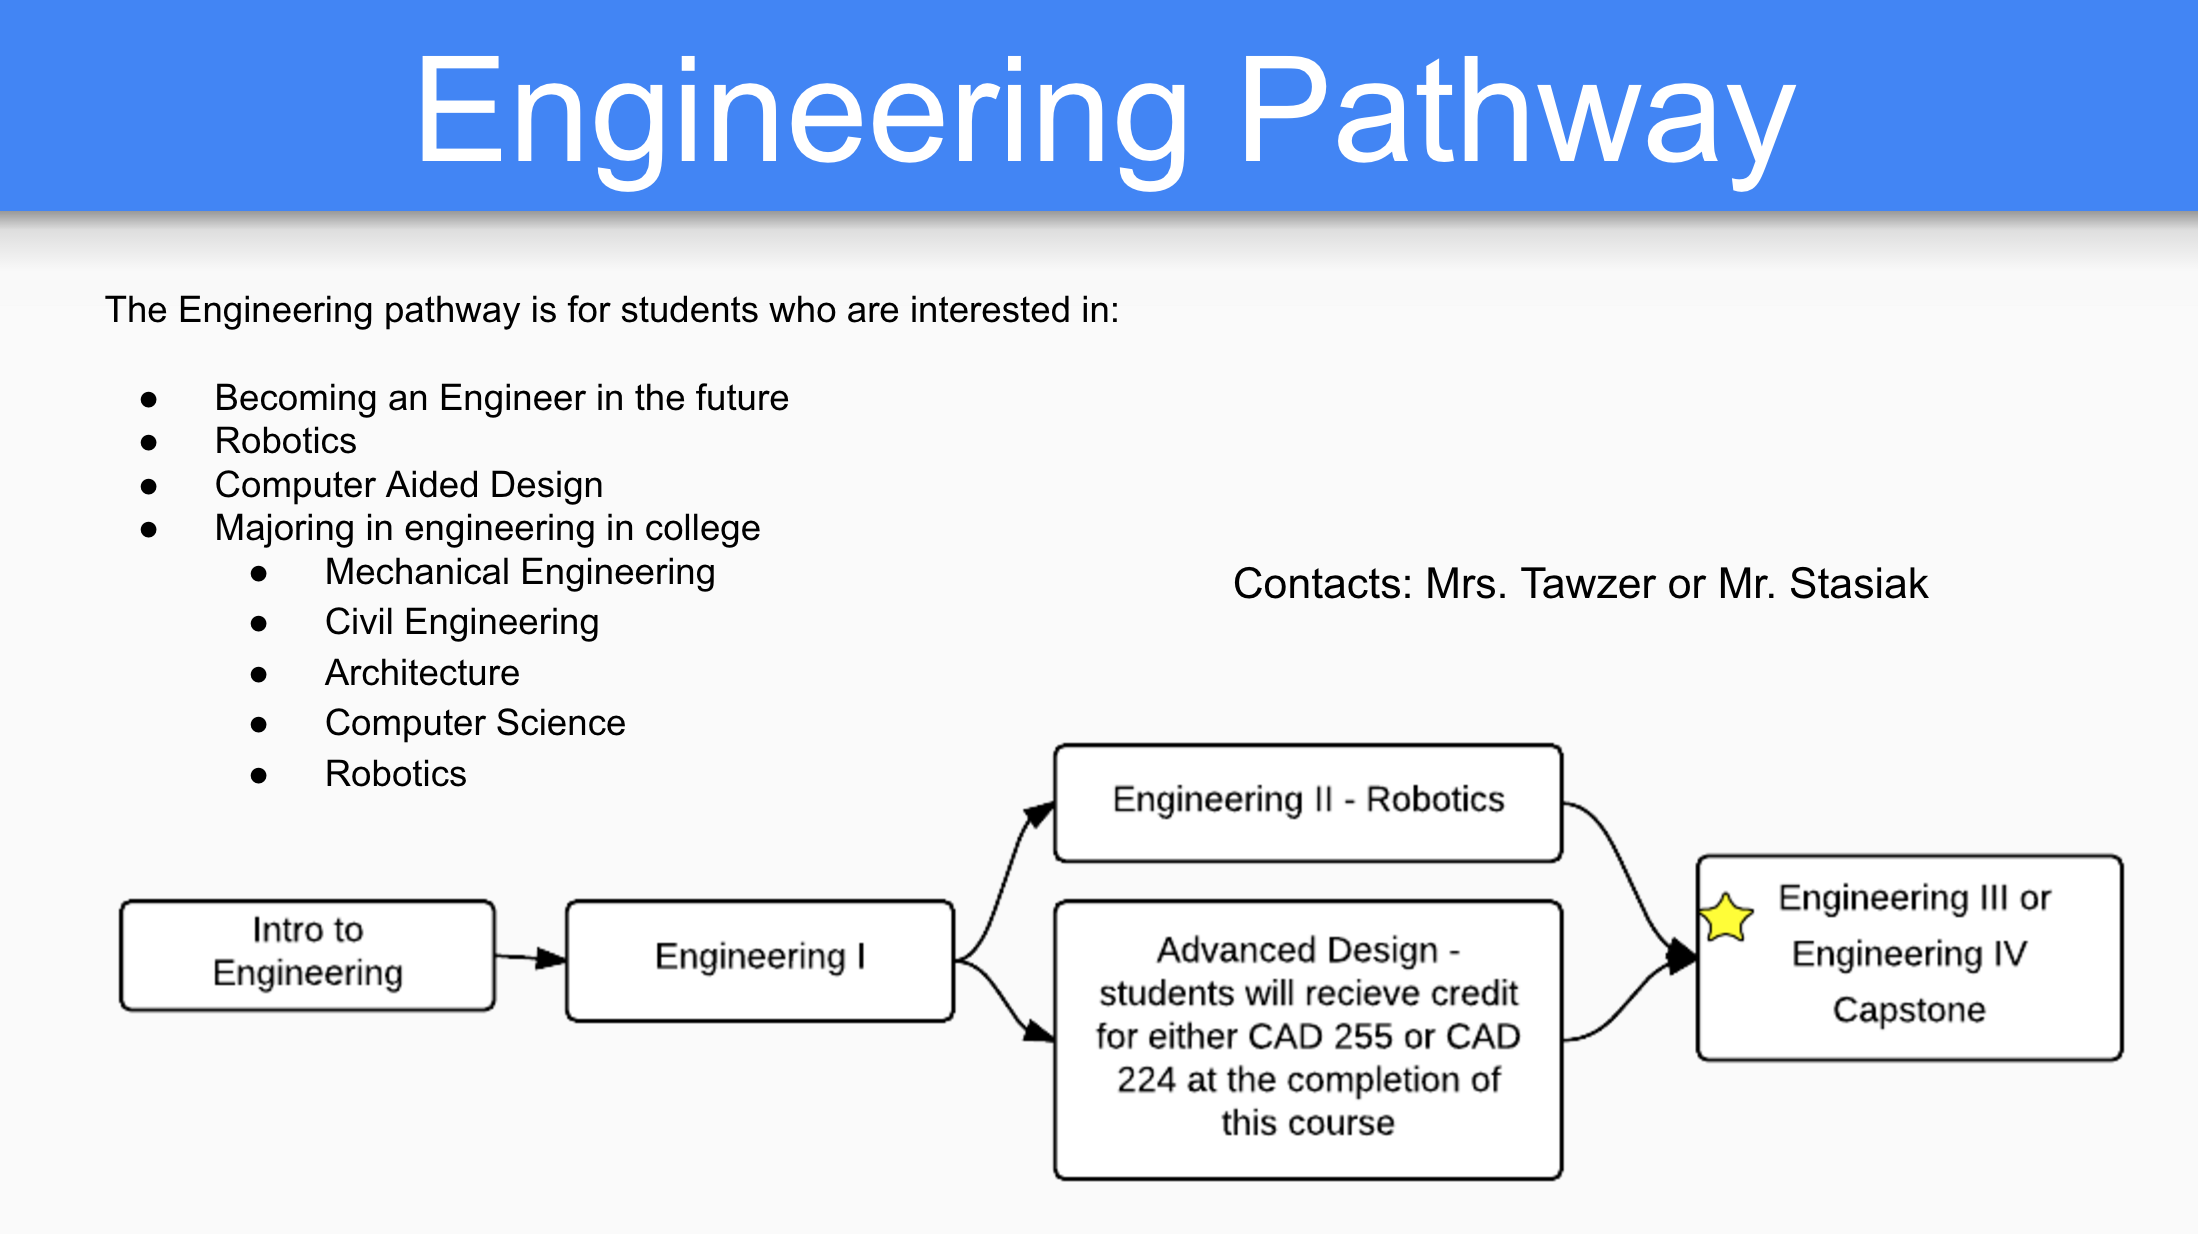 Engineering Pathway
The Engineering pathway is for students who are interested in:
● Becoming an Engineer in the future
● Robotics
● Computer Aided Design
● Majoring in engineering in college
● Mechanical Engineering
● Civil Engineering
● Architecture
● Computer Science
● Robotics
Contacts: Mrs. Tawzer or Mr. Stasiak
Intro to
Engineering
Engineering I
Engineering II - Robotics
Advanced Design -
students will recieve credit
for either CAD 255 or CAD
224 at the completion of
this course
Engineering III or
Engineering IV
Capstone